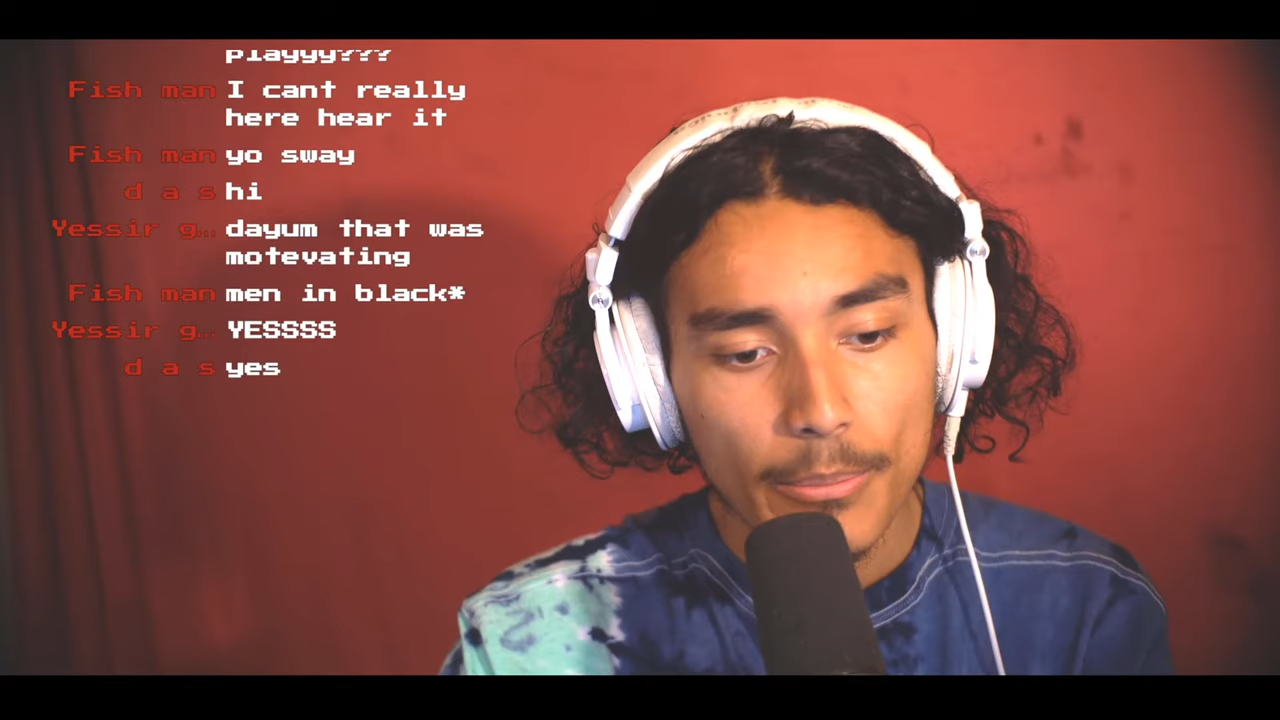 playyy???
Fish man I cant really
here hear it
Fish man yo sway
d a s hi
Yessir g... dayum that was
motevating
Fish man men in black*
Yessir g... YESSSS
d a s yes